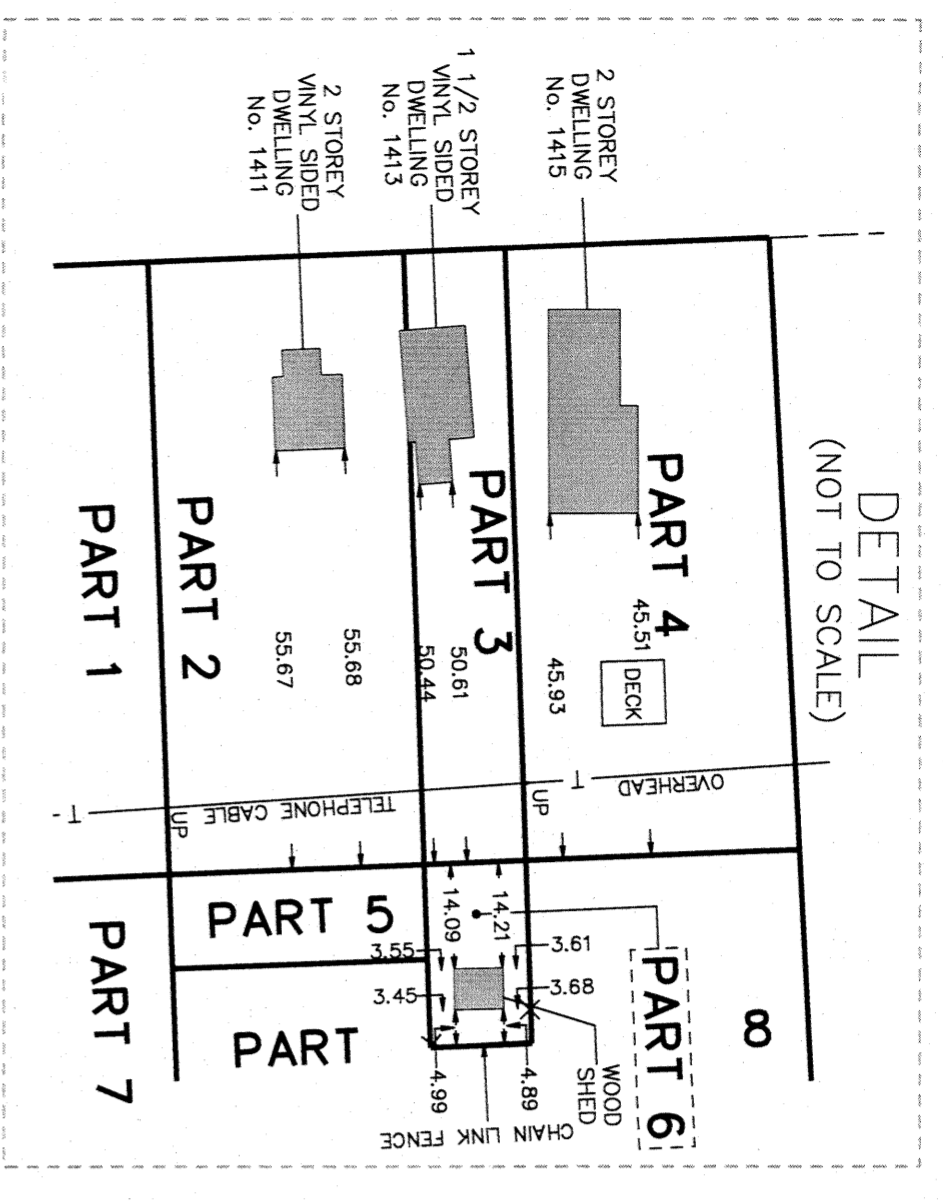 DETAIL
(NOT TO SCALE)
2 STOREY
DWELLING
No. 1415
1 1/2 STOREY
VINYL SIDED
DWELLING
No. 1413
2 STOREY
VINYL SIDED
DWELLING
No. 1411
PART 4
PART 3
PART 2
PART 1
45.51
DECK
45.93
50.61
50.44
55.68
55.67
OVERHEAD
T
UP
TELEPHONE CABLE
UP
T
PART 5
14.09
14.21
3.55
3.61
3.45
3.68
PART 6
8
PART
PART 7
WOOD
SHED
4.89
4.99
CHAIN LINK FENCE